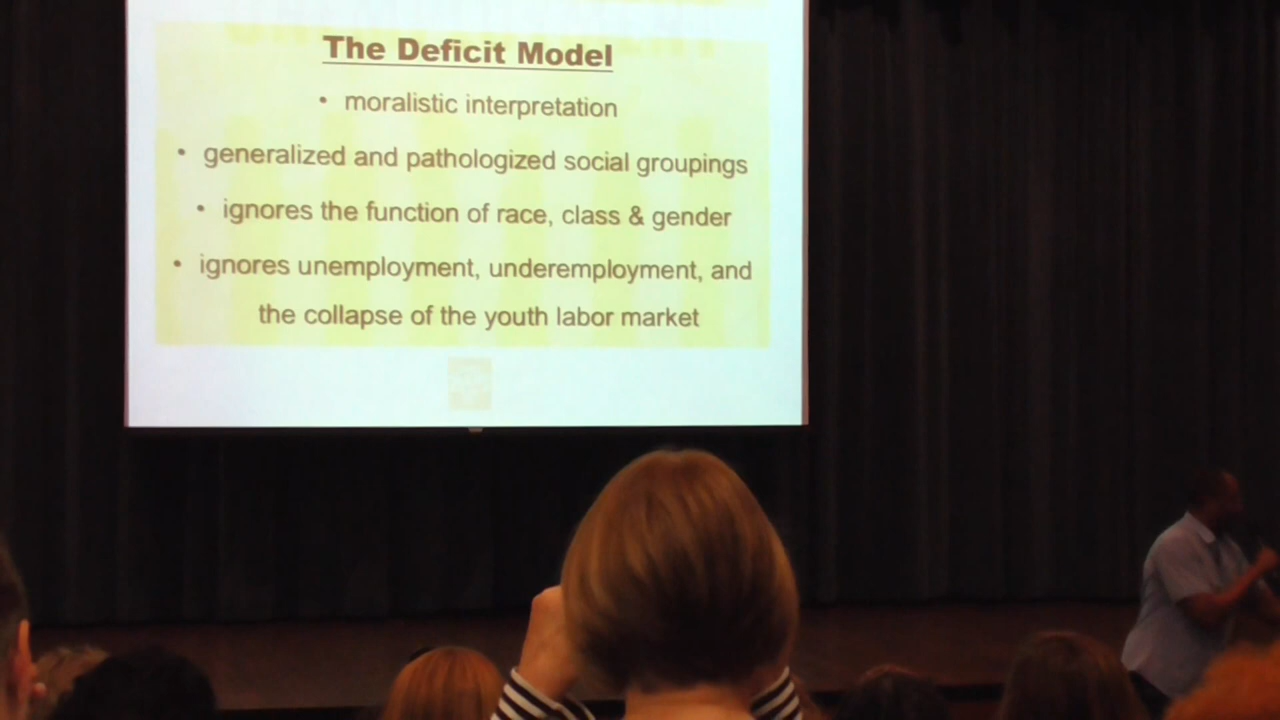 The Deficit Model
• moralistic interpretation
• generalized and pathologized social groupings
• ignores the function of race, class & gender
• ignores unemployment, underemployment, and
the collapse of the youth labor market